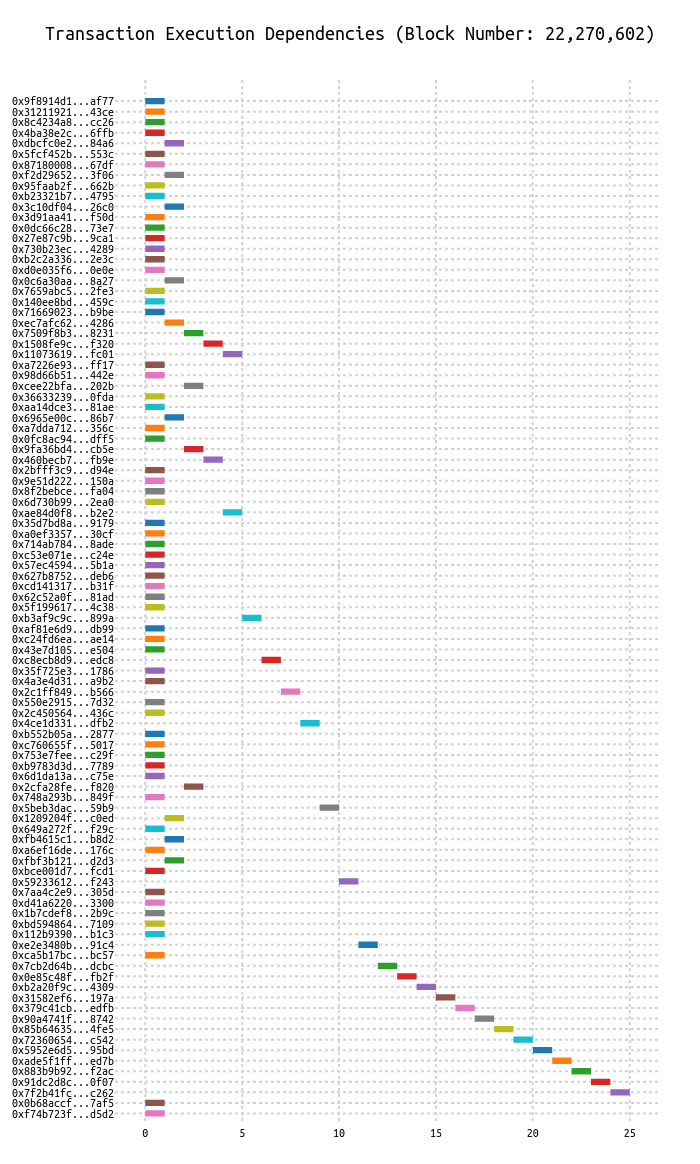 Transaction Execution Dependencies (Block Number: 22,270,602)
0x9f8914d1...af77
0x31211921...43ce
0x8c4234a8...cc26
0x4ba38e2c...6ffb
0xdbcfc0e2...84a6
0x5fcf452b...553c
0x87180008...67df
0xf2d29652...3f06
0x95faab2f...662b
0xb23321b7...4795
0x3c10df04...26c0
0x3d91aa41...f50d
0x0dc66c28...73e7
0x27e87c9b...9ca1
0x730b23ec...4289
0xb2c2a336...2e3c
0xd0e035f6...0e0e
0x0c6a30aa...8a27
0x7659abc5...2fe3
0x140ee8bd...459c
0x71669023...b9be
0xec7afc62...4286
0x7509f8b3...8231
0x1508fe9c...f320
0x11073619...fc01
0xa7226e93...ff17
0x98d66b51...442e
0xcee22bfa...202b
0x36633239...0fda
0xaa14dce3...81ae
0x6965e00c...86b7
0xa7dda712...356c
0x0fc8ac94...dff5
0x9fa36bd4...cb5e
0x460becb7...fb9e
0x2bfff3c9...d94e
0x9e51d222...150a
0x8f2bebce...fa04
0x6d730b99...2ea0
0xae84d0f8...b2e2
0x35d7bd8a...9179
0xa0ef3357...30cf
0x714ab784...8ade
0xc53e071e...c24e
0x57ec4594...5b1a
0x627b8752...deb6
0xcd141317...b31f
0x62c52a0f...81ad
0x5f199617...4c38
0xb3af9c9c...899a
0xaf81e6d9...db99
0xc24fd6ea...ae14
0x43e7d105...e504
0xc8ecb8d9...edc8
0x35f725e3...1786
0x4a3e4d31...a9b2
0x2c1ff849...b566
0x550e2915...7d32
0x2c450564...436c
0x4ce1d331...dfb2
0xb552b05a...2877
0xc760655f...5017
0x753e7fee...c29f
0xb9783d3d...7789
0x6d1da13a...c75e
0x2cfa28fe...f820
0x748a293b...849f
0x5beb3dac...59b9
0x1209204f...c0ed
0x649a272f...f29c
0xfb4615c1...b8d2
0xa6ef16de...176c
0xfbf3b121...d2d3
0xbce001d7...fcd1
0x59233612...f243
0x7aa4c2e9...305d
0xd41a6220...3300
0x1b7cdef8...2b9c
0xbd594864...7109
0x112b9390...b1c3
0xe2e3480b...91c4
0xca5b17bc...bc57
0x7cb2d64b...dcbc
0x0e85c48f...fb2f
0xb2a20f9c...4309
0x31582ef6...197a
0x379c41cb...edfb
0x90a4741f...8742
0x85b64635...4fe5
0x72360654...c542
0x5952e6d5...95bd
0xade5f1ff...ed7b
0x883b9b92...f2ac
0x91dc2d8c...0f07
0x7f2b41fc...c262
0x0b68accf...7af5
0xf74b723f...d5d2
0 5 10 15 20 25